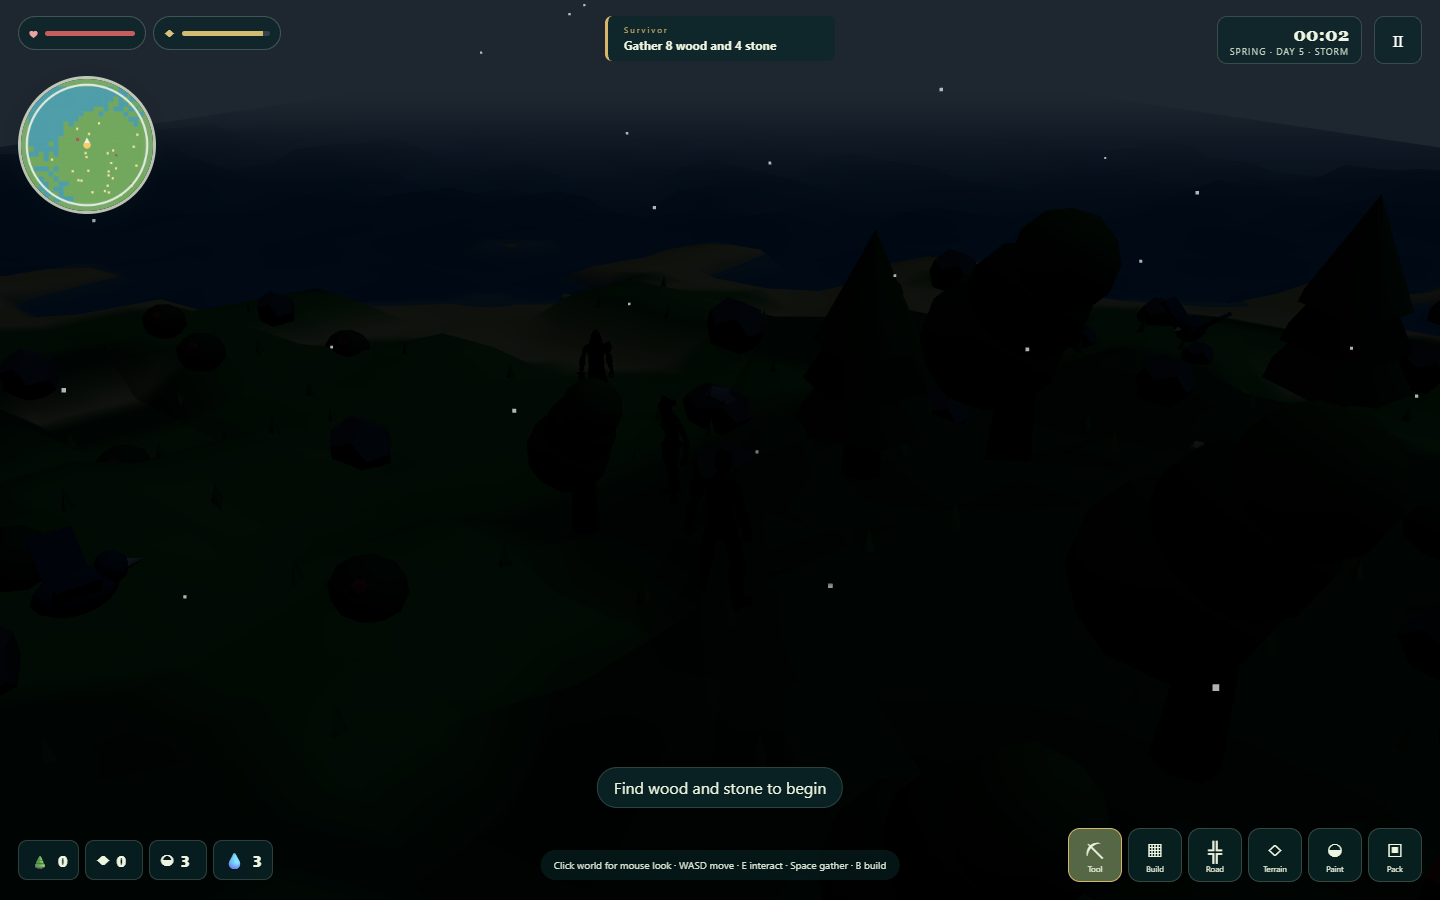 Survivor
Gather 8 wood and 4 stone
00:02
SPRING · DAY 5 · STORM
II
Find wood and stone to begin
0
0
3
3
Click world for mouse look · WASD move · E interact · Space gather · B build
Tool
Build
Road
Terrain
Paint
Pack